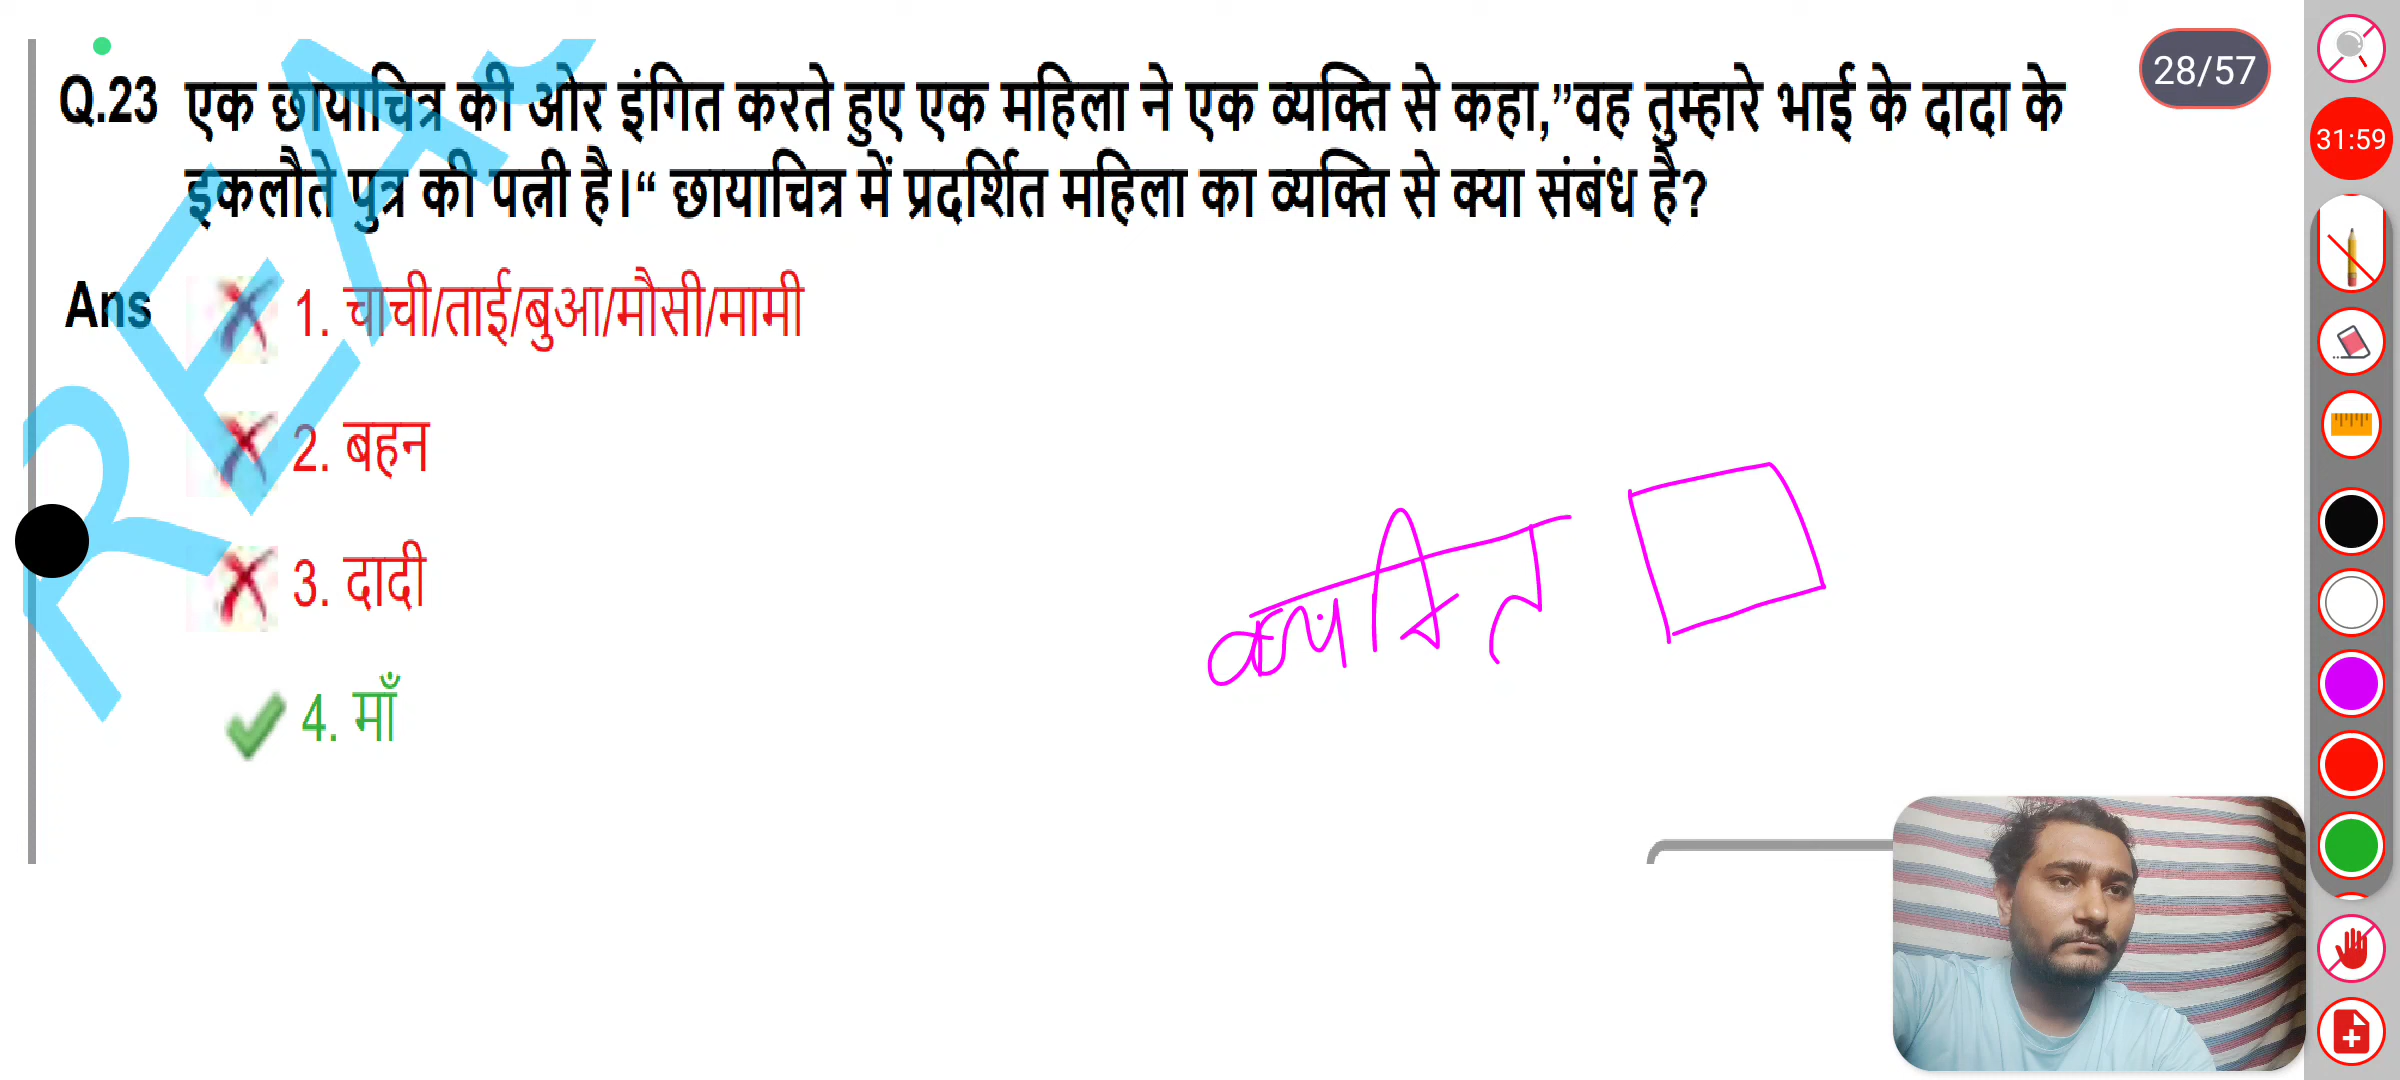 28/57
31:59
Q.23 एक छायाचित्र की ओर इंगित करते हुए एक महिला ने एक व्यक्ति से कहा,”वह तुम्हारे भाई के दादा के
इकलौते पुत्र की पत्नी है।“ छायाचित्र में प्रदर्शित महिला का व्यक्ति से क्या संबंध है?
Ans 1. चाची/ताई/बुआ/मौसी/मामी
2. बहन
3. दादी
4. माँ
व्यक्ति
REAS